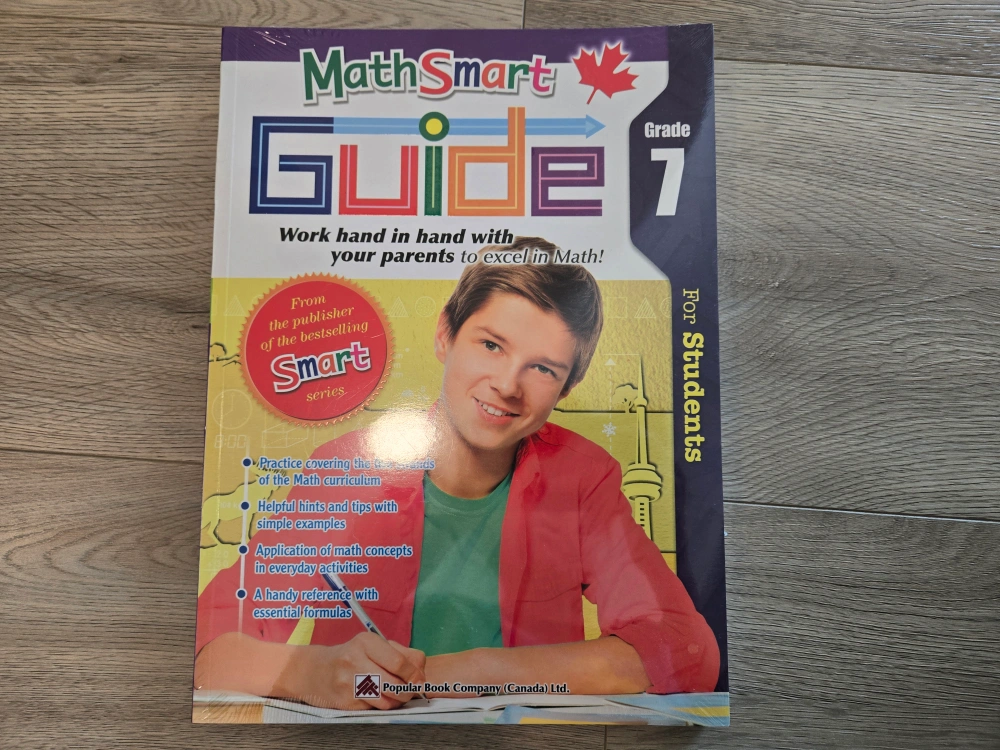 MathSmart
Guide
Work hand in hand with
your parents to excel in Math!
Grade
7
For Students
From
the publisher
of the bestselling
Smart
series
Practice covering the
of the Math curriculum
Helpful hints and tips with
simple examples
Application of math concepts
in everyday activities
A handy reference with
essential formulas
Popular Book Company (Canada) Ltd.